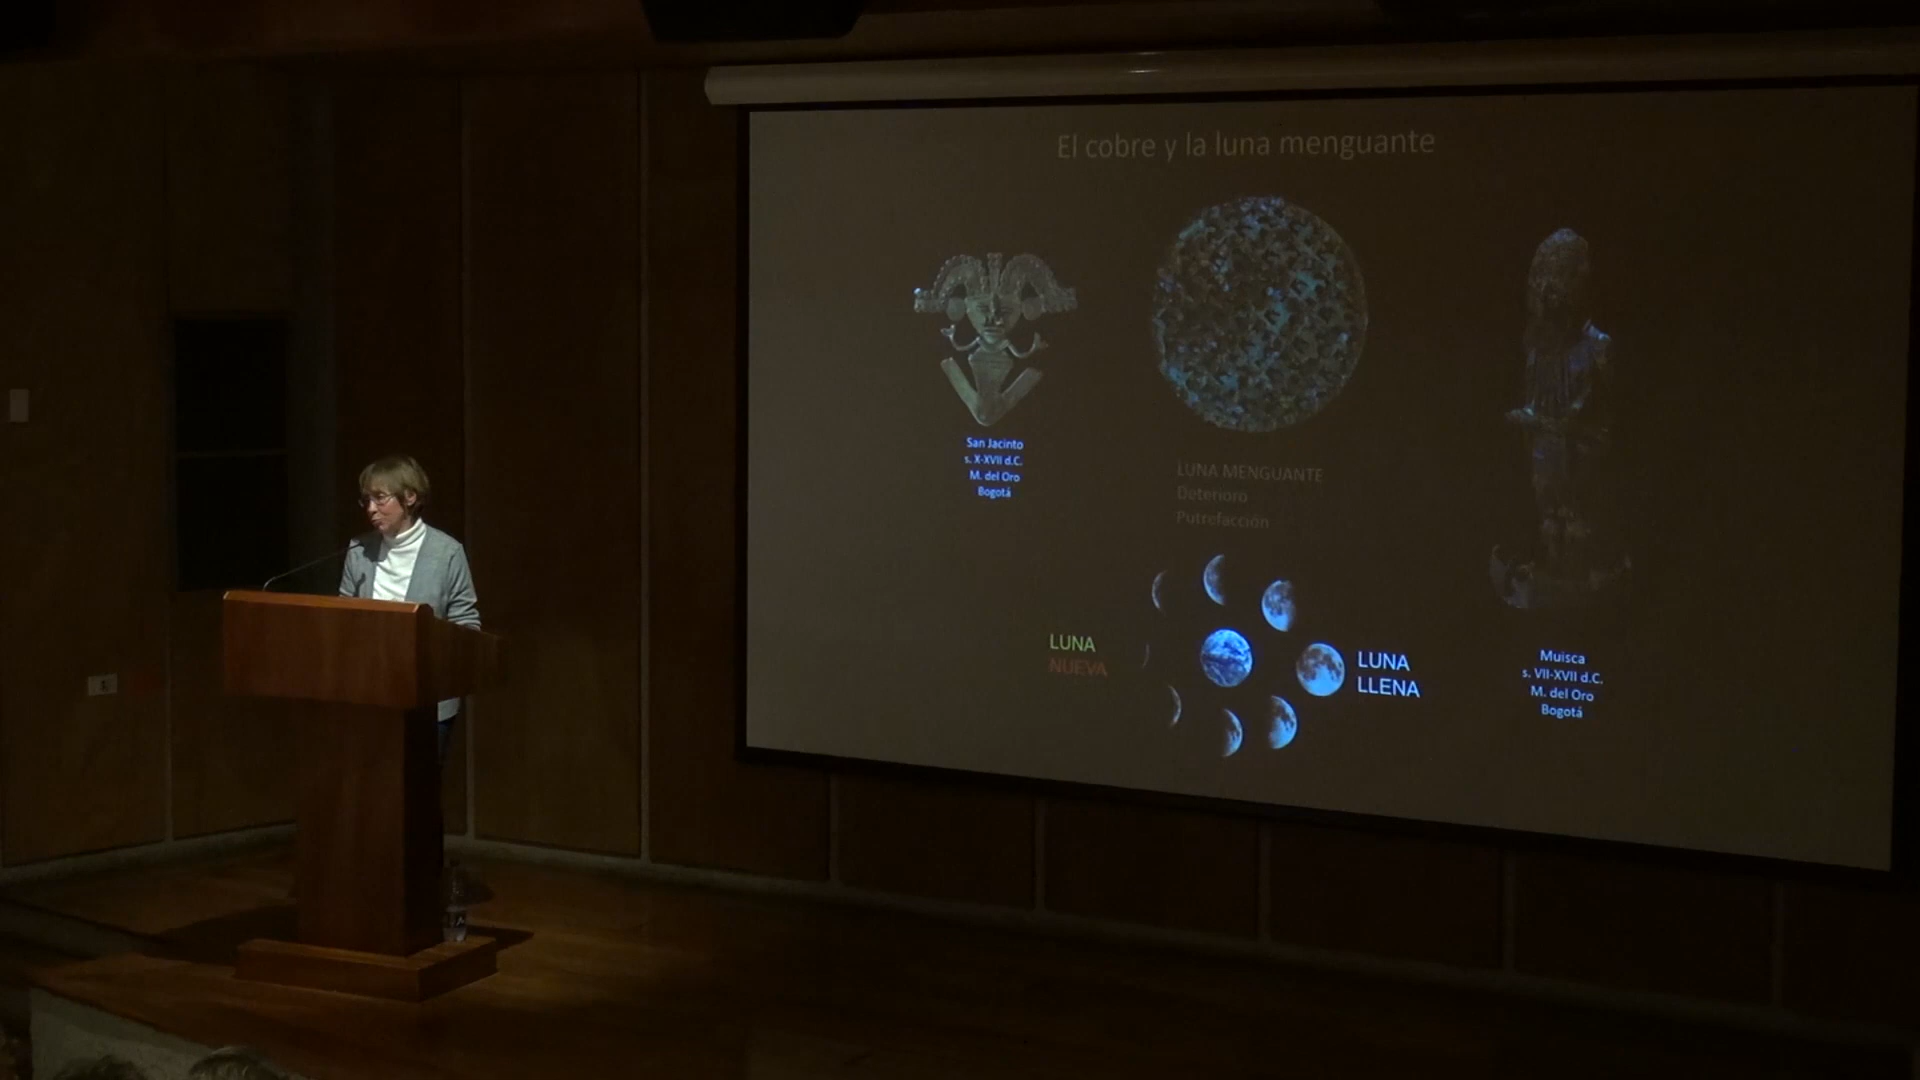 El cobre y la luna menguante
San Jacinto
s. X-XVII d.C.
M. del Oro
Bogotá
LUNA MENGUANTE
Deterioro
Putrefacción
LUNA
NUEVA
LUNA
LLENA
Muisca
s. VII-XVII d.C.
M. del Oro
Bogotá